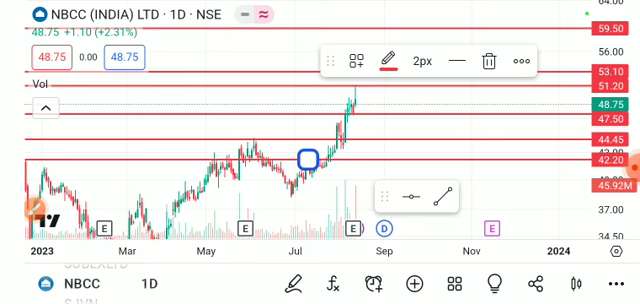 NBCC (INDIA) LTD · 1D · NSE
48.75 +1.10 (+2.31%)
48.75 0.00 48.75
Vol
2px
59.50
56.00
53.10
51.20
48.75
47.50
44.45
42.20
45.92M
37.00
34.50
E E E D E
2023 Mar May Jul Sep Nov 2024
NBCC 1D
SJVN